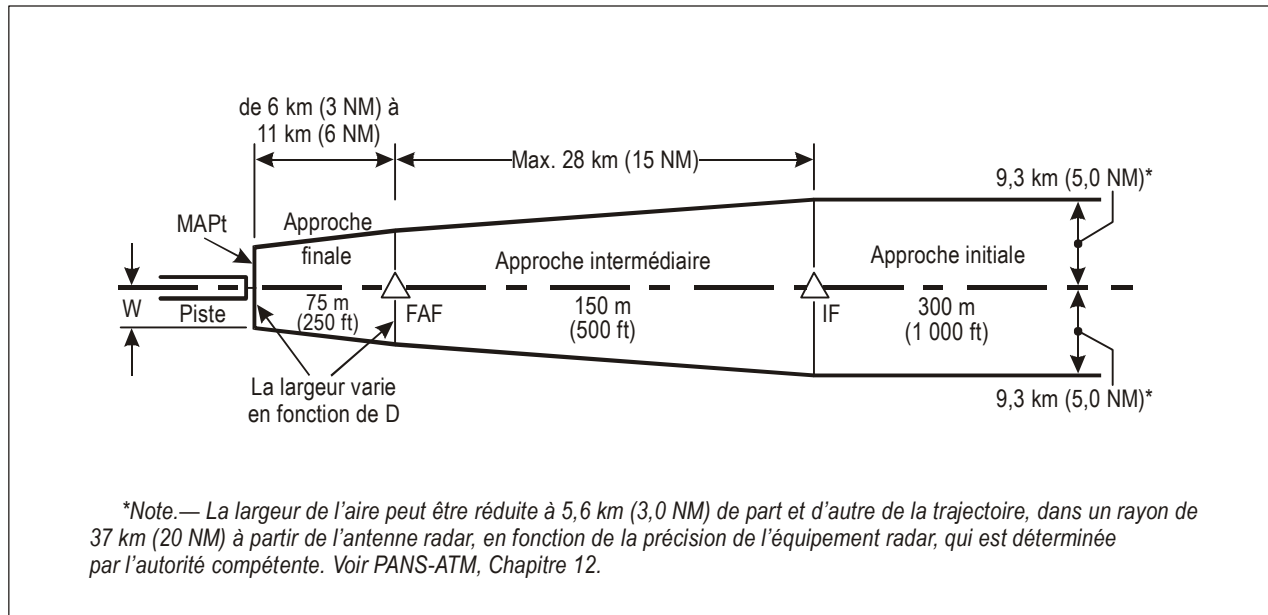 de 6 km (3 NM) à
11 km (6 NM)
Max. 28 km (15 NM)
9,3 km (5,0 NM)*
MAPt
Approche
finale
Approche intermédiaire
Approche initiale
W
Piste
75 m
(250 ft)
FAF
150 m
(500 ft)
IF
300 m
(1 000 ft)
La largeur varie
en fonction de D
9,3 km (5,0 NM)*
*Note.— La largeur de l’aire peut être réduite à 5,6 km (3,0 NM) de part et d’autre de la trajectoire, dans un rayon de
37 km (20 NM) à partir de l’antenne radar, en fonction de la précision de l’équipement radar, qui est déterminée
par l’autorité compétente. Voir PANS-ATM, Chapitre 12.